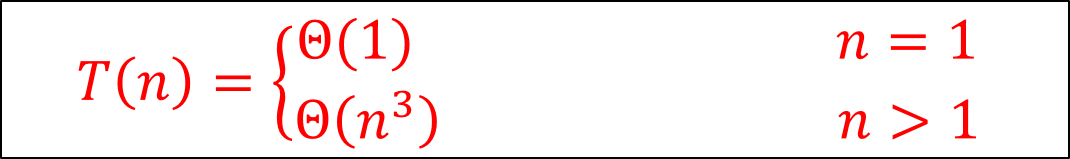 T(n) = { Θ(1) n = 1
Θ(n³) n > 1